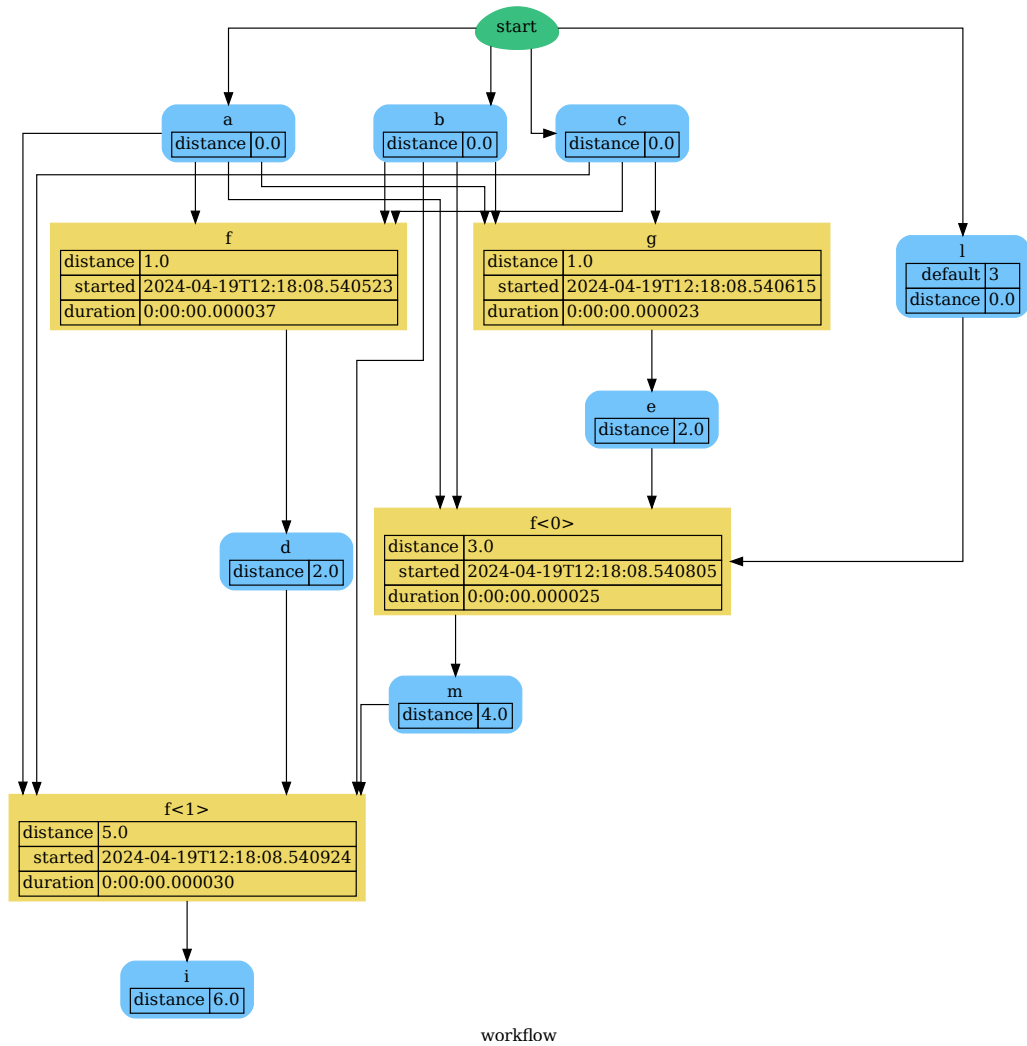 start
a
distance 0.0
b
distance 0.0
c
distance 0.0
f
distance 1.0
started 2024-04-19T12:18:08.540523
duration 0:00:00.000037
g
distance 1.0
started 2024-04-19T12:18:08.540615
duration 0:00:00.000023
l
default 3
distance 0.0
e
distance 2.0
f<0>
distance 3.0
started 2024-04-19T12:18:08.540805
duration 0:00:00.000025
d
distance 2.0
m
distance 4.0
f<1>
distance 5.0
started 2024-04-19T12:18:08.540924
duration 0:00:00.000030
i
distance 6.0
workflow